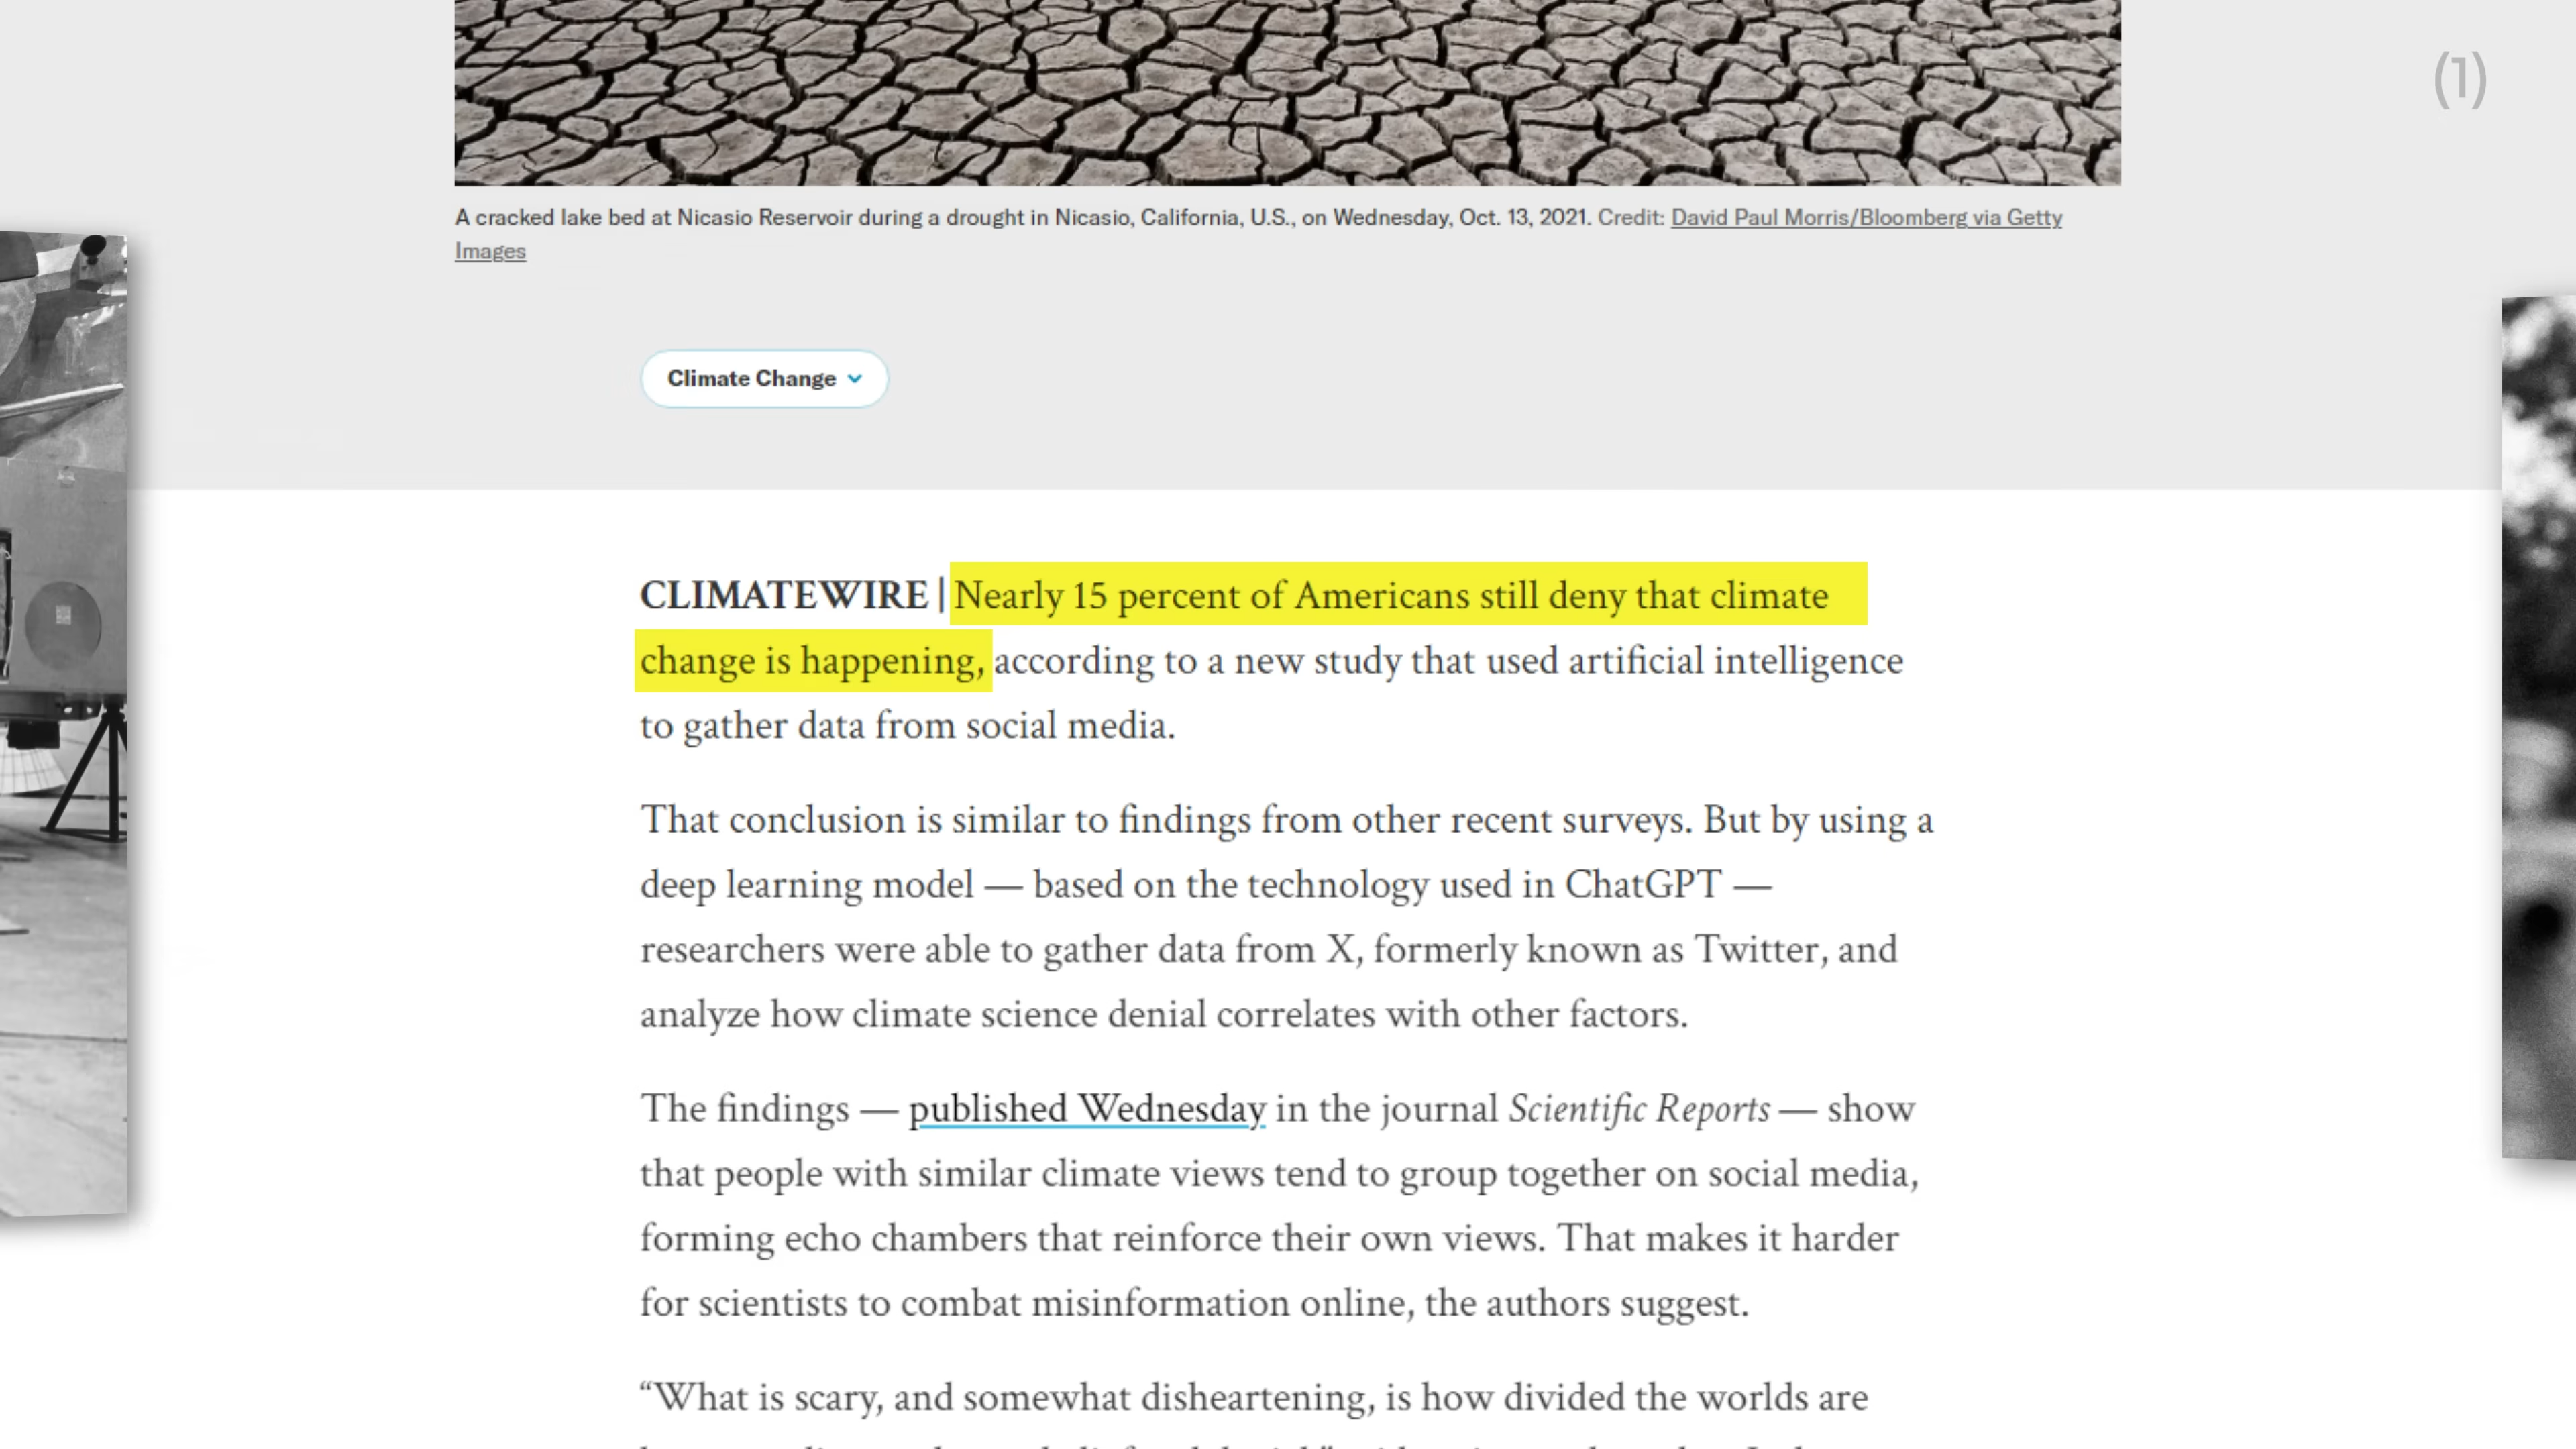 (1)
A cracked lake bed at Nicasio Reservoir during a drought in Nicasio, California, U.S., on Wednesday, Oct. 13, 2021. Credit: David Paul Morris/Bloomberg via Getty
Images
Climate Change
CLIMATEWIRE | Nearly 15 percent of Americans still deny that climate
change is happening, according to a new study that used artificial intelligence
to gather data from social media.
That conclusion is similar to findings from other recent surveys. But by using a
deep learning model — based on the technology used in ChatGPT —
researchers were able to gather data from X, formerly known as Twitter, and
analyze how climate science denial correlates with other factors.
The findings — published Wednesday in the journal Scientific Reports — show
that people with similar climate views tend to group together on social media,
forming echo chambers that reinforce their own views. That makes it harder
for scientists to combat misinformation online, the authors suggest.
“What is scary, and somewhat disheartening, is how divided the worlds are